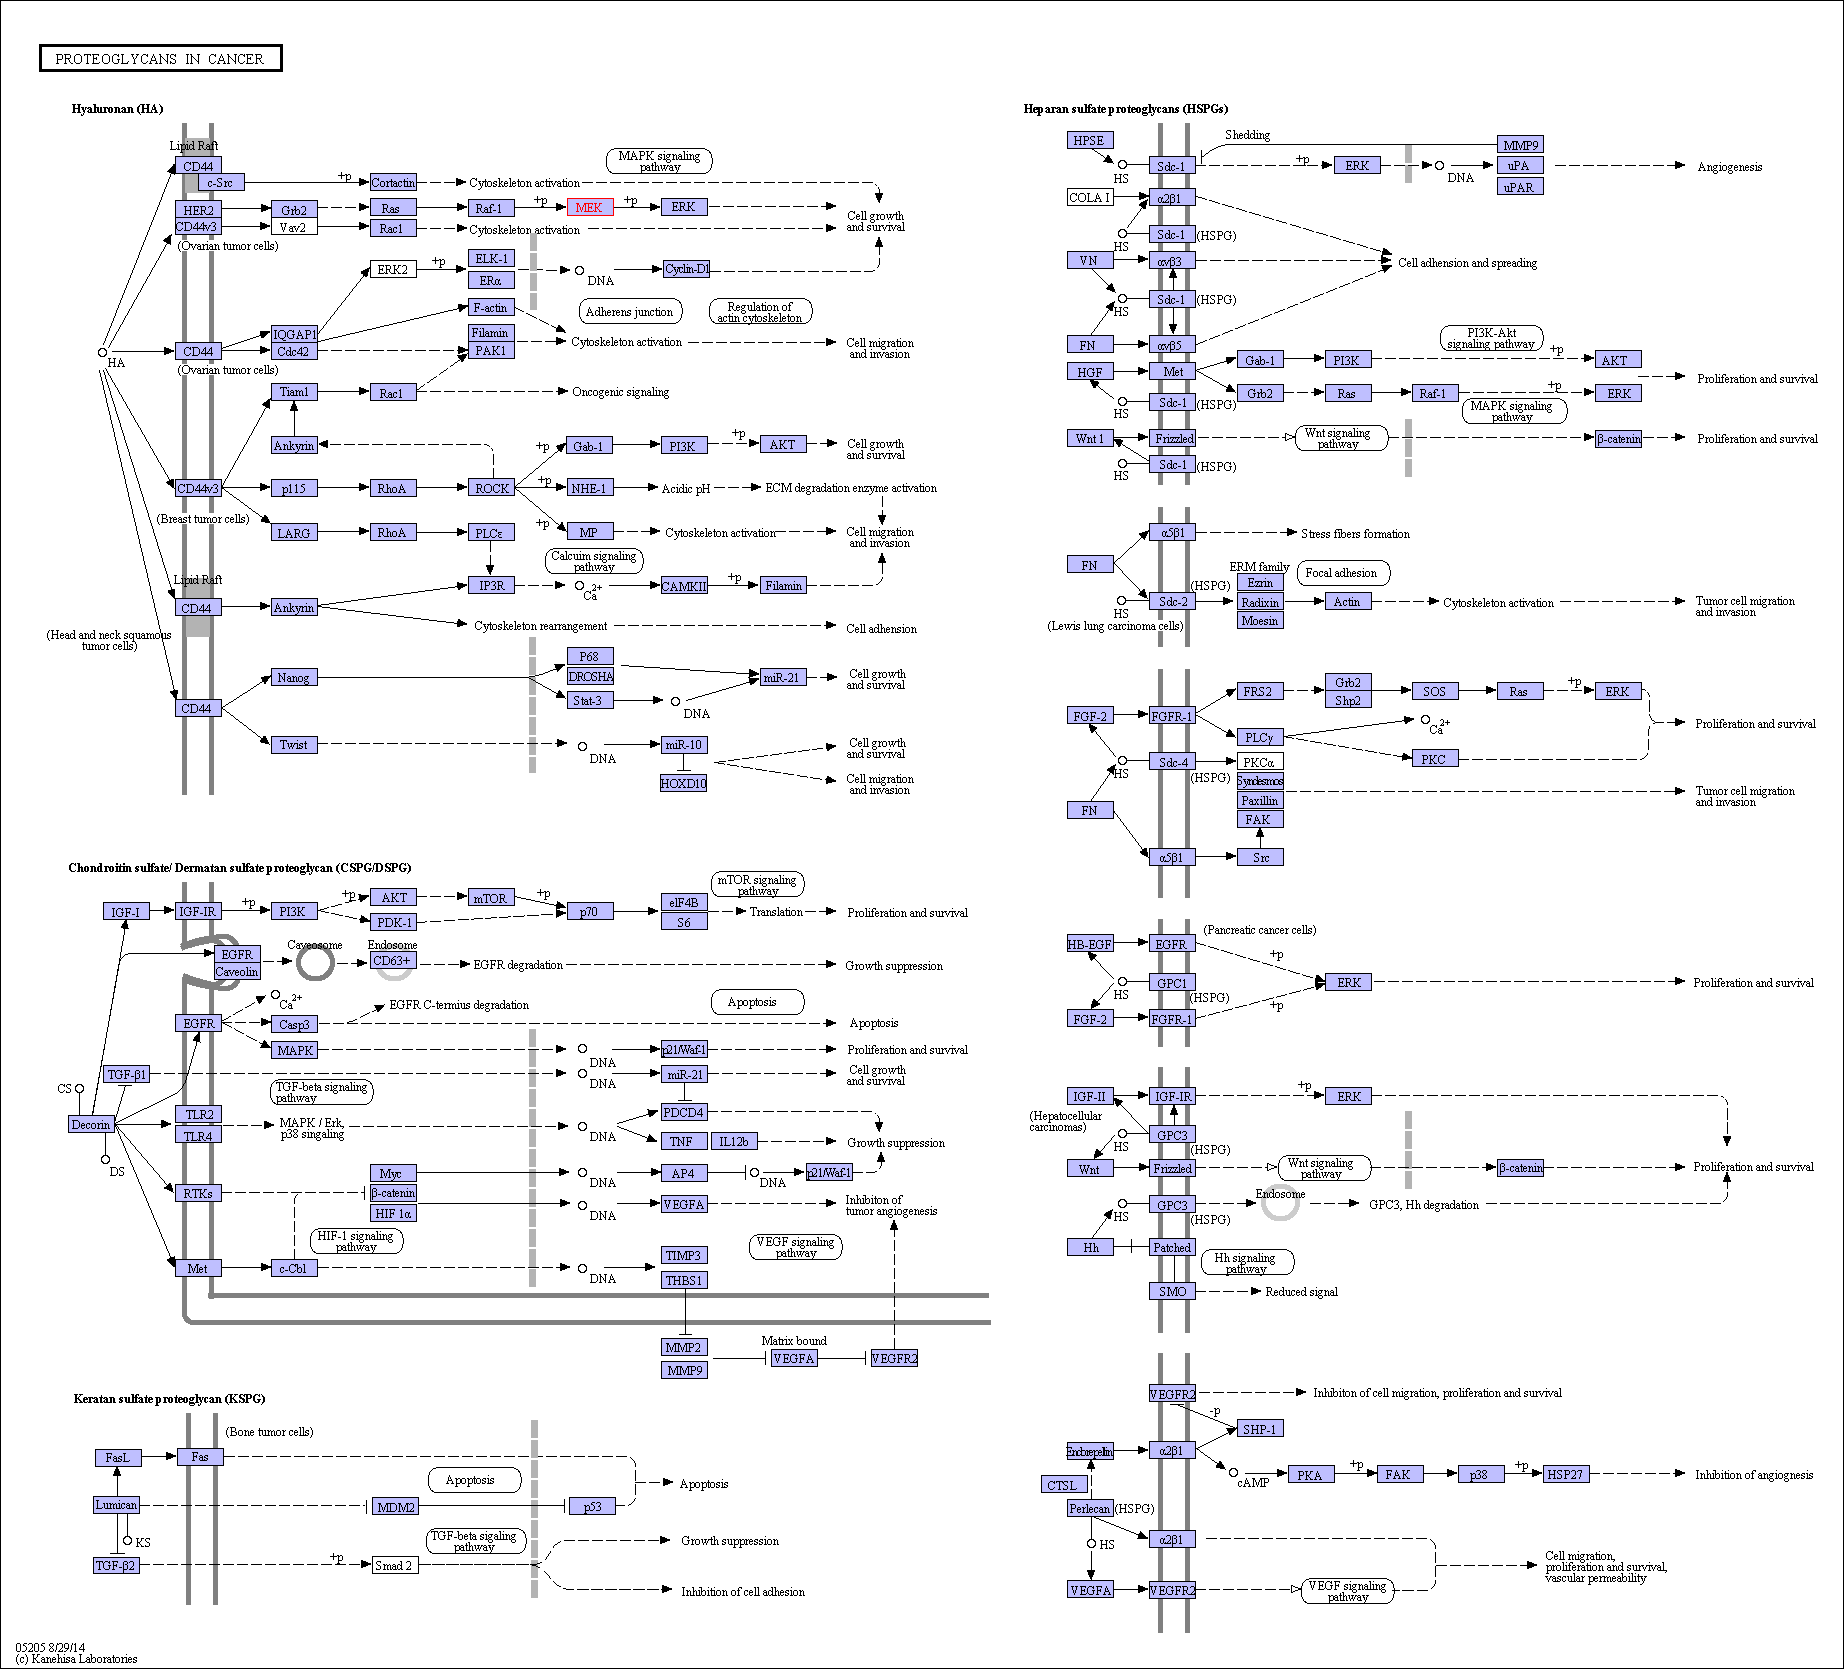 PROTEOGLYCANS IN CANCER
Hyaluronan (HA)
Lipid Raft
CD44
c-Src
+p
Cortactin
Cytoskeleton activation
MAPK signaling
pathway
HER2
Grb2
Ras
Raf-1
+p
MEK
+p
ERK
Cell growth
and survival
CD44v3
Vav2
Rac1
Cytoskeleton activation
(Ovarian tumor cells)
ERK2
+p
ELK-1
ERα
DNA
Cyclin-D1
F-actin
Adherens junction
Regulation of
actin cytoskeleton
HA
CD44
IQGAP1
Cdc42
Filamin
PAK1
Cytoskeleton activation
Cell migration
and invasion
(Ovarian tumor cells)
Tiam1
Rac1
Oncogenic signaling
Ankyrin
+p
Gab-1
PI3K
+p
AKT
Cell growth
and survival
CD44v3
p115
RhoA
ROCK
+p
NHE-1
Acidic pH
ECM degradation enzyme activation
(Breast tumor cells)
LARG
RhoA
PLCε
+p
MP
Cytoskeleton activation
Cell migration
and invasion
Calcuim signaling
pathway
Lipid Raft
IP3R
Ca2+
CAMKII
+p
Filamin
CD44
Ankyrin
Cytoskeleton rearrangement
Cell adhension
(Head and neck squamous
tumor cells)
Nanog
P68
DROSHA
Stat-3
DNA
miR-21
Cell growth
and survival
CD44
Twist
DNA
miR-10
HOXD10
Cell growth
and survival
Cell migration
and invasion
Chondroitin sulfate/ Dermatan sulfate proteoglycan (CSPG/DSPG)
IGF-I
IGF-IR
+p
PI3K
+p
AKT
PDK-1
mTOR
+p
p70
eIF4B
S6
mTOR signaling
pathway
Translation
Proliferation and survival
EGFR
Caveolin
Caveosome
Endosome
CD63+
EGFR degradation
Growth suppression
Ca2+
EGFR C-termius degradation
Apoptosis
EGFR
Casp3
Apoptosis
MAPK
DNA
p21/Waf-1
Proliferation and survival
TGF-β1
DNA
miR-21
Cell growth
and survival
CS
TGF-beta signaling
pathway
Decorin
TLR2
TLR4
MAPK / Erk,
p38 singaling
DNA
PDCD4
TNF
IL12b
Growth suppression
DS
Myc
DNA
AP4
DNA
p21/Waf-1
RTKs
β-catenin
HIF 1α
DNA
VEGFA
Inhibiton of
tumor angiogenesis
HIF-1 signaling
pathway
VEGF signaling
pathway
Met
c-Cbl
DNA
TIMP3
THBS1
MMP2
MMP9
Matrix bound
VEGFA
VEGFR2
Keratan sulfate proteoglycan (KSPG)
(Bone tumor cells)
FasL
Fas
Apoptosis
Apoptosis
Lumican
MDM2
p53
KS
TGF-beta sigaling
pathway
Growth suppression
TGF-β2
+p
Smad 2
Inhibition of cell adhesion
05205 8/29/14
(c) Kanehisa Laboratories
Heparan sulfate proteoglycans (HSPGs)
HPSE
HS
Sdc-1
Shedding
+p
ERK
DNA
MMP9
uPA
uPAR
Angiogenesis
COLA I
α2β1
HS
Sdc-1
(HSPG)
VN
αvβ3
Cell adhesion and spreading
HS
Sdc-1
(HSPG)
FN
αvβ5
PI3K-Akt
signaling pathway
HGF
Met
Gab-1
PI3K
+p
AKT
Proliferation and survival
HS
Sdc-1
(HSPG)
Grb2
Ras
Raf-1
+p
ERK
MAPK signaling
pathway
Wnt 1
Frizzled
Wnt signaling
pathway
β-catenin
Proliferation and survival
HS
Sdc-1
(HSPG)
α5β1
Stress fibers formation
FN
(HSPG)
ERM family
Ezrin
Radixin
Moesin
Focal adhesion
HS
Sdc-2
Actin
Cytoskeleton activation
Tumor cell migration
and invasion
(Lewis lung carcinoma cells)
FRS2
Grb2
Shp2
SOS
Ras
+p
ERK
FGF-2
FGFR-1
Ca2+
Proliferation and survival
PLCγ
PKC
HS
Sdc-4
(HSPG)
PKCα
Syndesmos
Paxillin
FAK
Tumor cell migration
and invasion
FN
α5β1
Src
(Pancreatic cancer cells)
HB-EGF
EGFR
+p
HS
GPC1
(HSPG)
ERK
Proliferation and survival
FGF-2
FGFR-1
+p
IGF-II
IGF-IR
+p
ERK
(Hepatocellular
carcinomas)
HS
GPC3
(HSPG)
Wnt
Frizzled
Wnt signaling
pathway
β-catenin
Proliferation and survival
HS
GPC3
(HSPG)
Endosome
GPC3, Hh degradation
Hh
Patched
Hh signaling
pathway
SMO
Reduced signal
VEGFR2
Inhibiton of cell migration, proliferation and survival
-p
SHP-1
Endorepellin
α2β1
cAMP
PKA
+p
FAK
p38
+p
HSP27
Inhibition of angiognesis
CTSL
Perlecan
(HSPG)
HS
α2β1
Cell migration,
proliferation and survival,
vascular permeability
VEGFA
VEGFR2
VEGF signaling
pathway